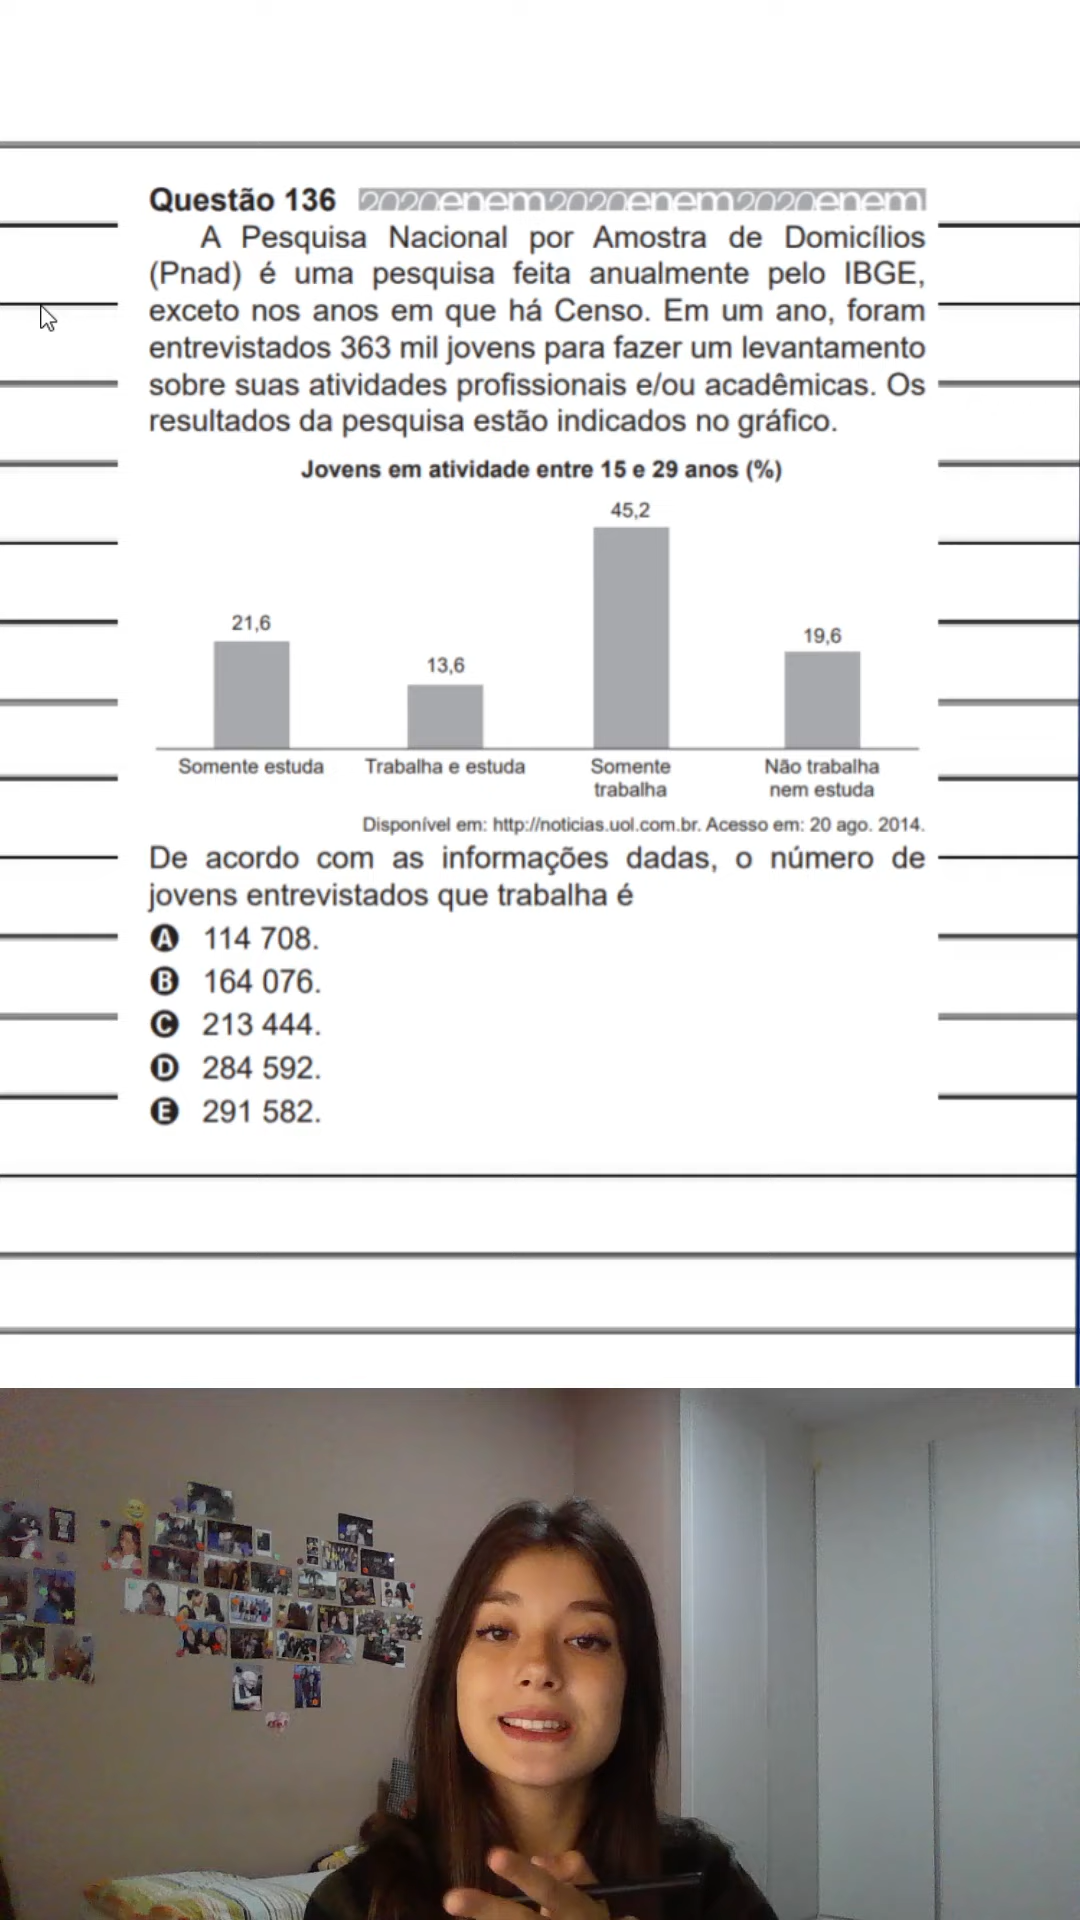 Questão 136 2020enem2020enem2020enem
A Pesquisa Nacional por Amostra de Domicílios
(Pnad) é uma pesquisa feita anualmente pelo IBGE,
exceto nos anos em que há Censo. Em um ano, foram
entrevistados 363 mil jovens para fazer um levantamento
sobre suas atividades profissionais e/ou acadêmicas. Os
resultados da pesquisa estão indicados no gráfico.
Jovens em atividade entre 15 e 29 anos (%)
45,2
21,6
19,6
13,6
Somente estuda Trabalha e estuda Somente Não trabalha
trabalha nem estuda
Disponível em: http://noticias.uol.com.br. Acesso em: 20 ago. 2014.
De acordo com as informações dadas, o número de
jovens entrevistados que trabalha é
A 114 708.
B 164 076.
C 213 444.
D 284 592.
E 291 582.